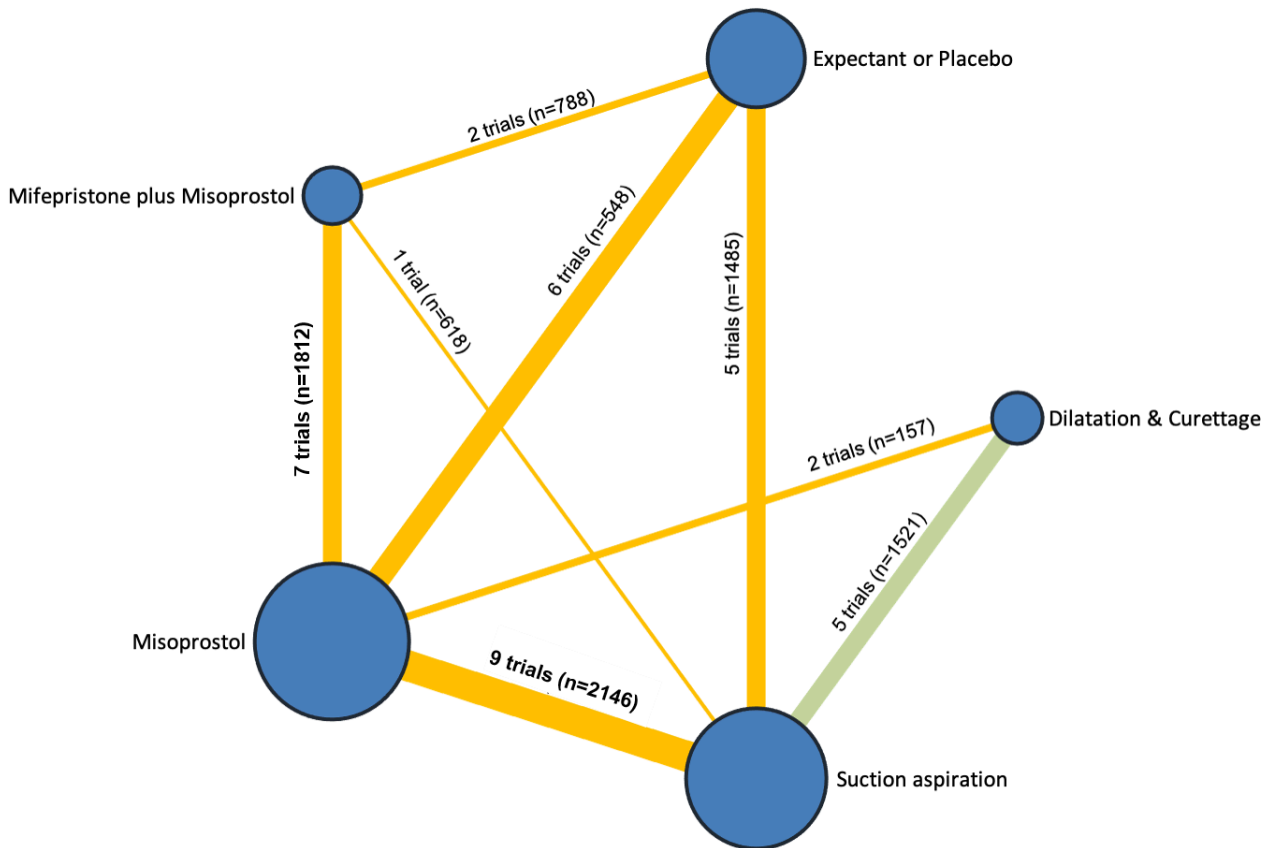 Expectant or Placebo
2 trials (n=788)
Mifepristone plus Misoprostol
6 trials (n=548)
1 trial (n=618)
5 trials (n=1485)
7 trials (n=1812)
Dilatation & Curettage
2 trials (n=157)
5 trials (n=1521)
Misoprostol
9 trials (n=2146)
Suction aspiration